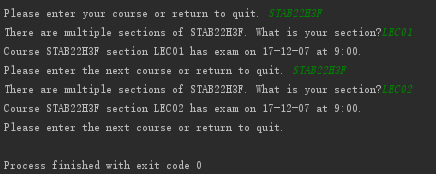 Please enter your course or return to quit. STAB22H3F
There are multiple sections of STAB22H3F. What is your section?LEC01
Course STAB22H3F section LEC01 has exam on 17-12-07 at 9:00.
Please enter the next course or return to quit. STAB22H3F
There are multiple sections of STAB22H3F. What is your section?LEC02
Course STAB22H3F section LEC02 has exam on 17-12-07 at 9:00.
Please enter the next course or return to quit.
Process finished with exit code 0